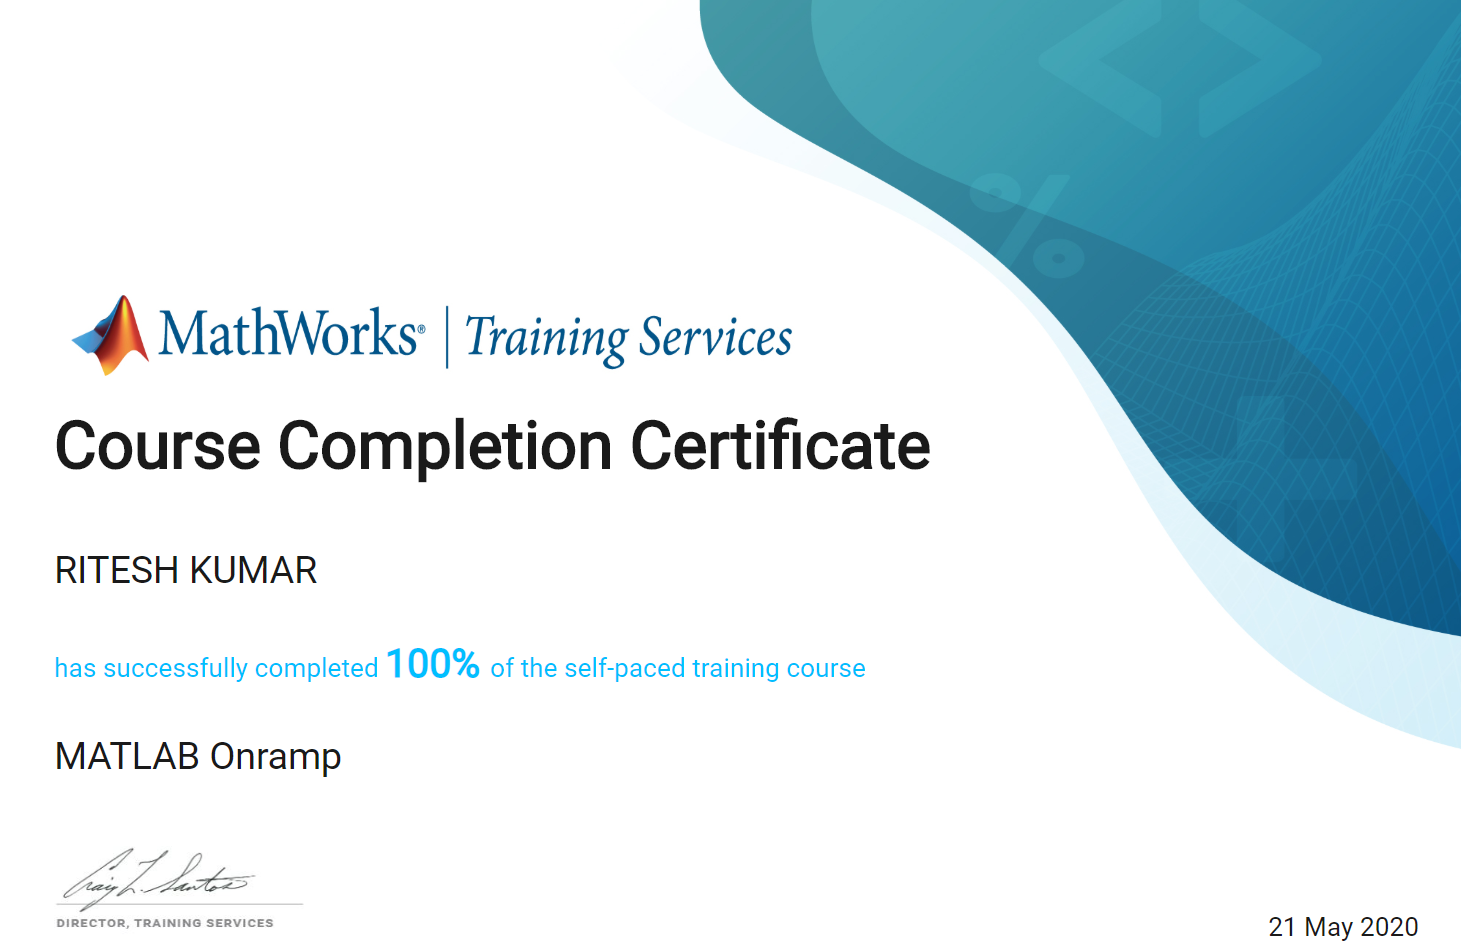 MathWorks® | Training Services
Course Completion Certificate
RITESH KUMAR
has successfully completed 100% of the self-paced training course
MATLAB Onramp
Craig L. Santos
DIRECTOR, TRAINING SERVICES
21 May 2020